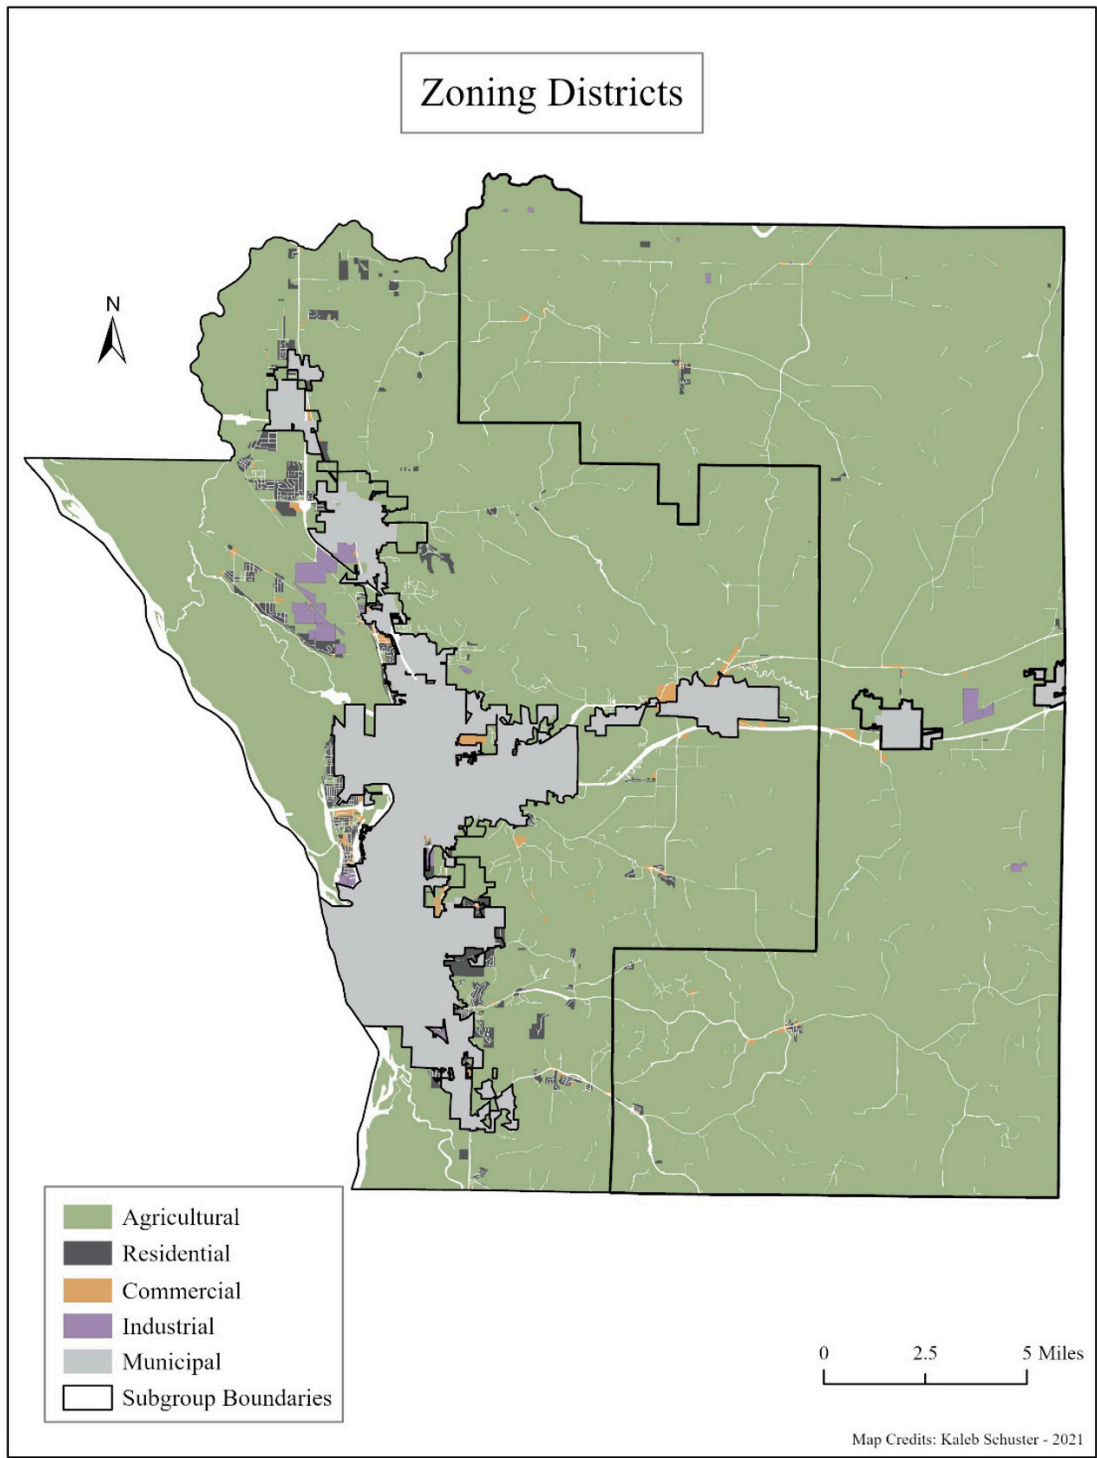 Zoning Districts
N
Agricultural
Residential
Commercial
Industrial
Municipal
Subgroup Boundaries
0 2.5 5 Miles
Map Credits: Kaleb Schuster - 2021